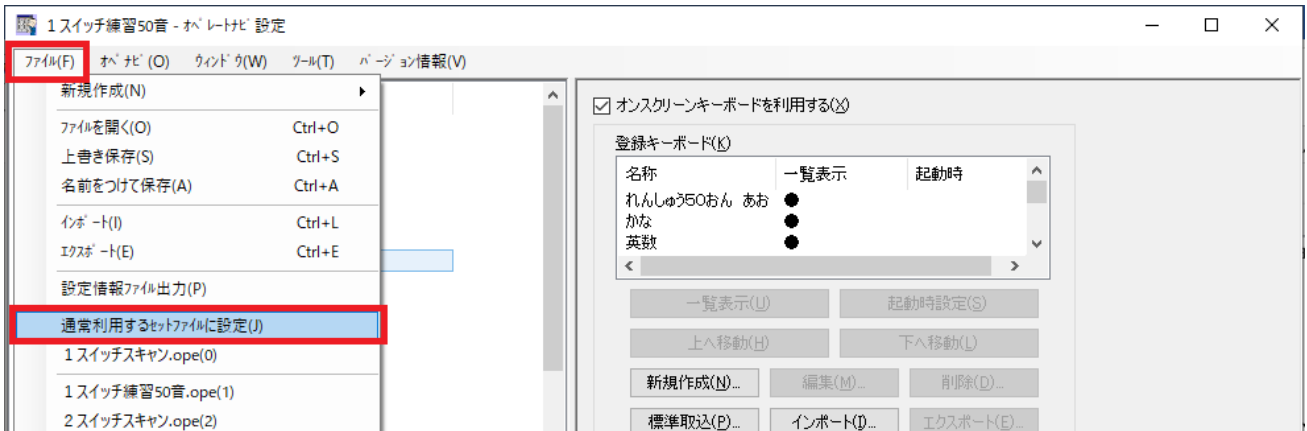 1スイッチ練習50音 - ｵﾍﾟﾚｰﾄﾅﾋﾞ 設定
ﾌｧｲﾙ(F) ｵﾍﾟﾅﾋﾞ(O) ｳｨﾝﾄﾞｳ(W) ﾂｰﾙ(T) ﾊﾞｰｼﾞｮﾝ情報(V)
新規作成(N)
ﾌｧｲﾙを開く(O) Ctrl+O
上書き保存(S) Ctrl+S
名前をつけて保存(A) Ctrl+A
ｲﾝﾎﾟｰﾄ(I) Ctrl+L
ｴｸｽﾎﾟｰﾄ(E) Ctrl+E
設定情報ﾌｧｲﾙ出力(P)
通常利用するｾｯﾄﾌｧｲﾙに設定(J)
1スイッチスキャン.ope(0)
1スイッチ練習50音.ope(1)
2スイッチスキャン.ope(2)
オンスクリーンキーボードを利用する(X)
登録キーボード(K)
名称 一覧表示 起動時
れんしゅう50おん あお ●
かな ●
英数 ●
一覧表示(U) 起動時設定(S)
上へ移動(H) 下へ移動(L)
新規作成(N)... 編集(M)... 削除(D)...
標準取込(P)... インポート(I)... エクスポート(E)...